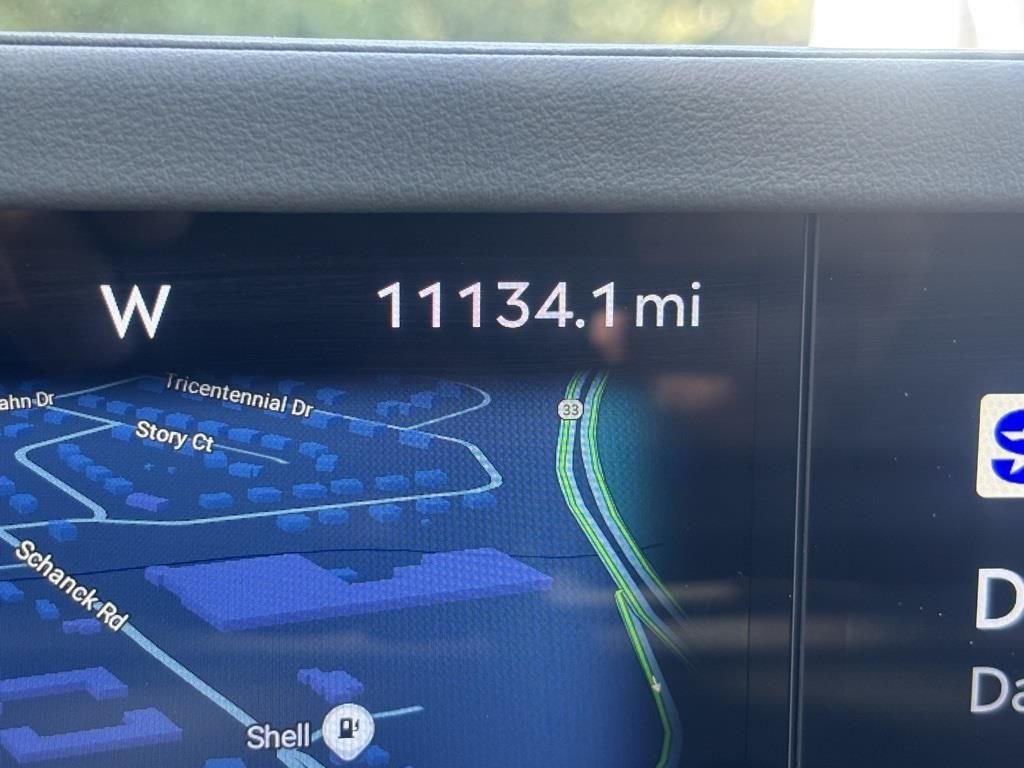 W 11134.1 mi
Tricentennial Dr
ahn Dr
33
Story Ct
Schanck Rd
D
Da
Shell